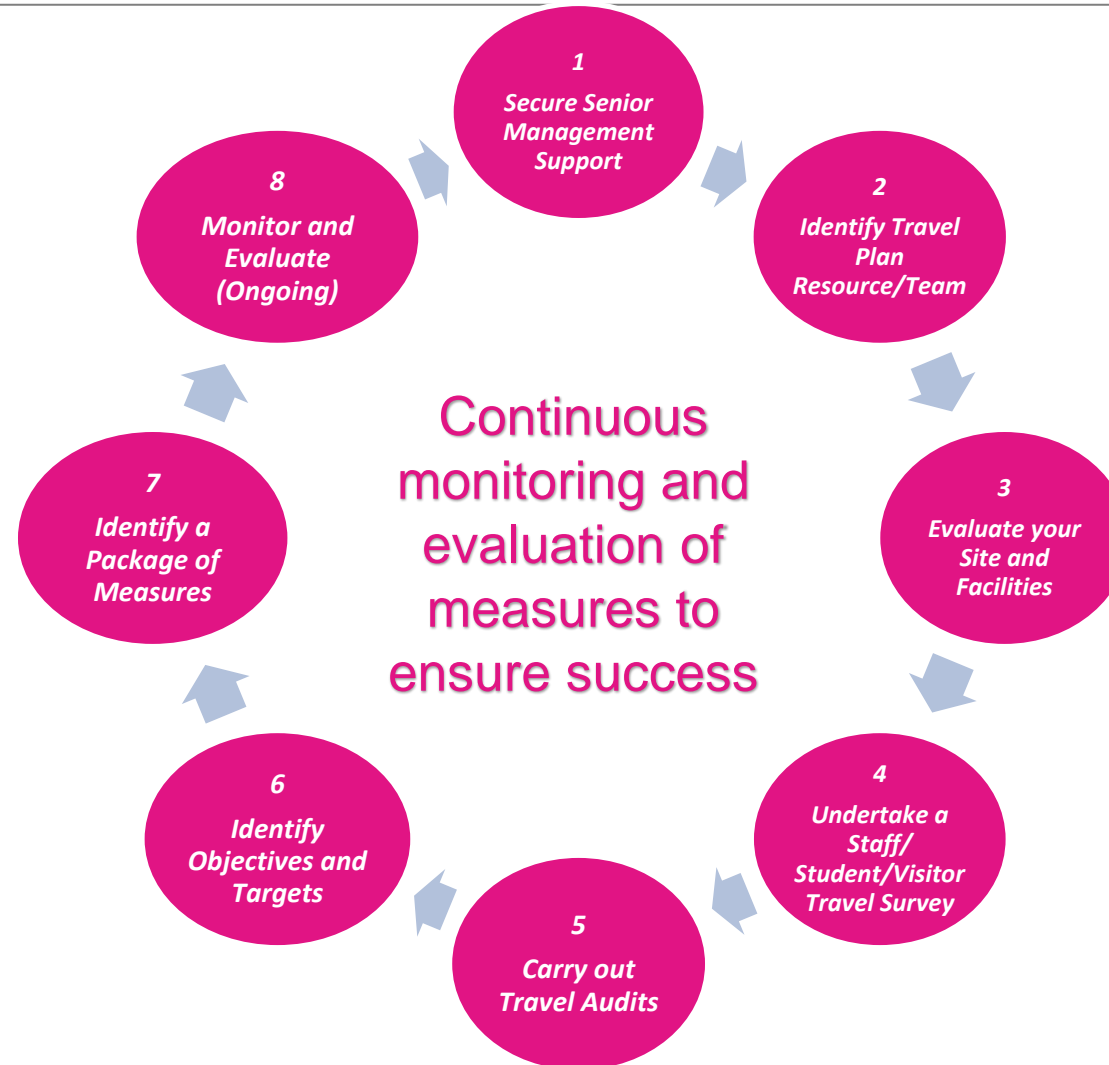 1
Secure Senior
Management
Support
2
Identify Travel
Plan
Resource/Team
3
Evaluate your
Site and
Facilities
4
Undertake a
Staff/
Student/Visitor
Travel Survey
5
Carry out
Travel Audits
6
Identify
Objectives and
Targets
7
Identify a
Package of
Measures
8
Monitor and
Evaluate
(Ongoing)
Continuous
monitoring and
evaluation of
measures to
ensure success